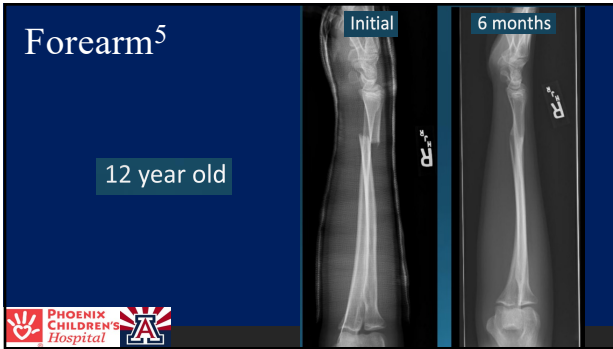 Forearm5
Initial
6 months
12 year old
R
R
PHOENIX
CHILDREN'S
Hospital
A